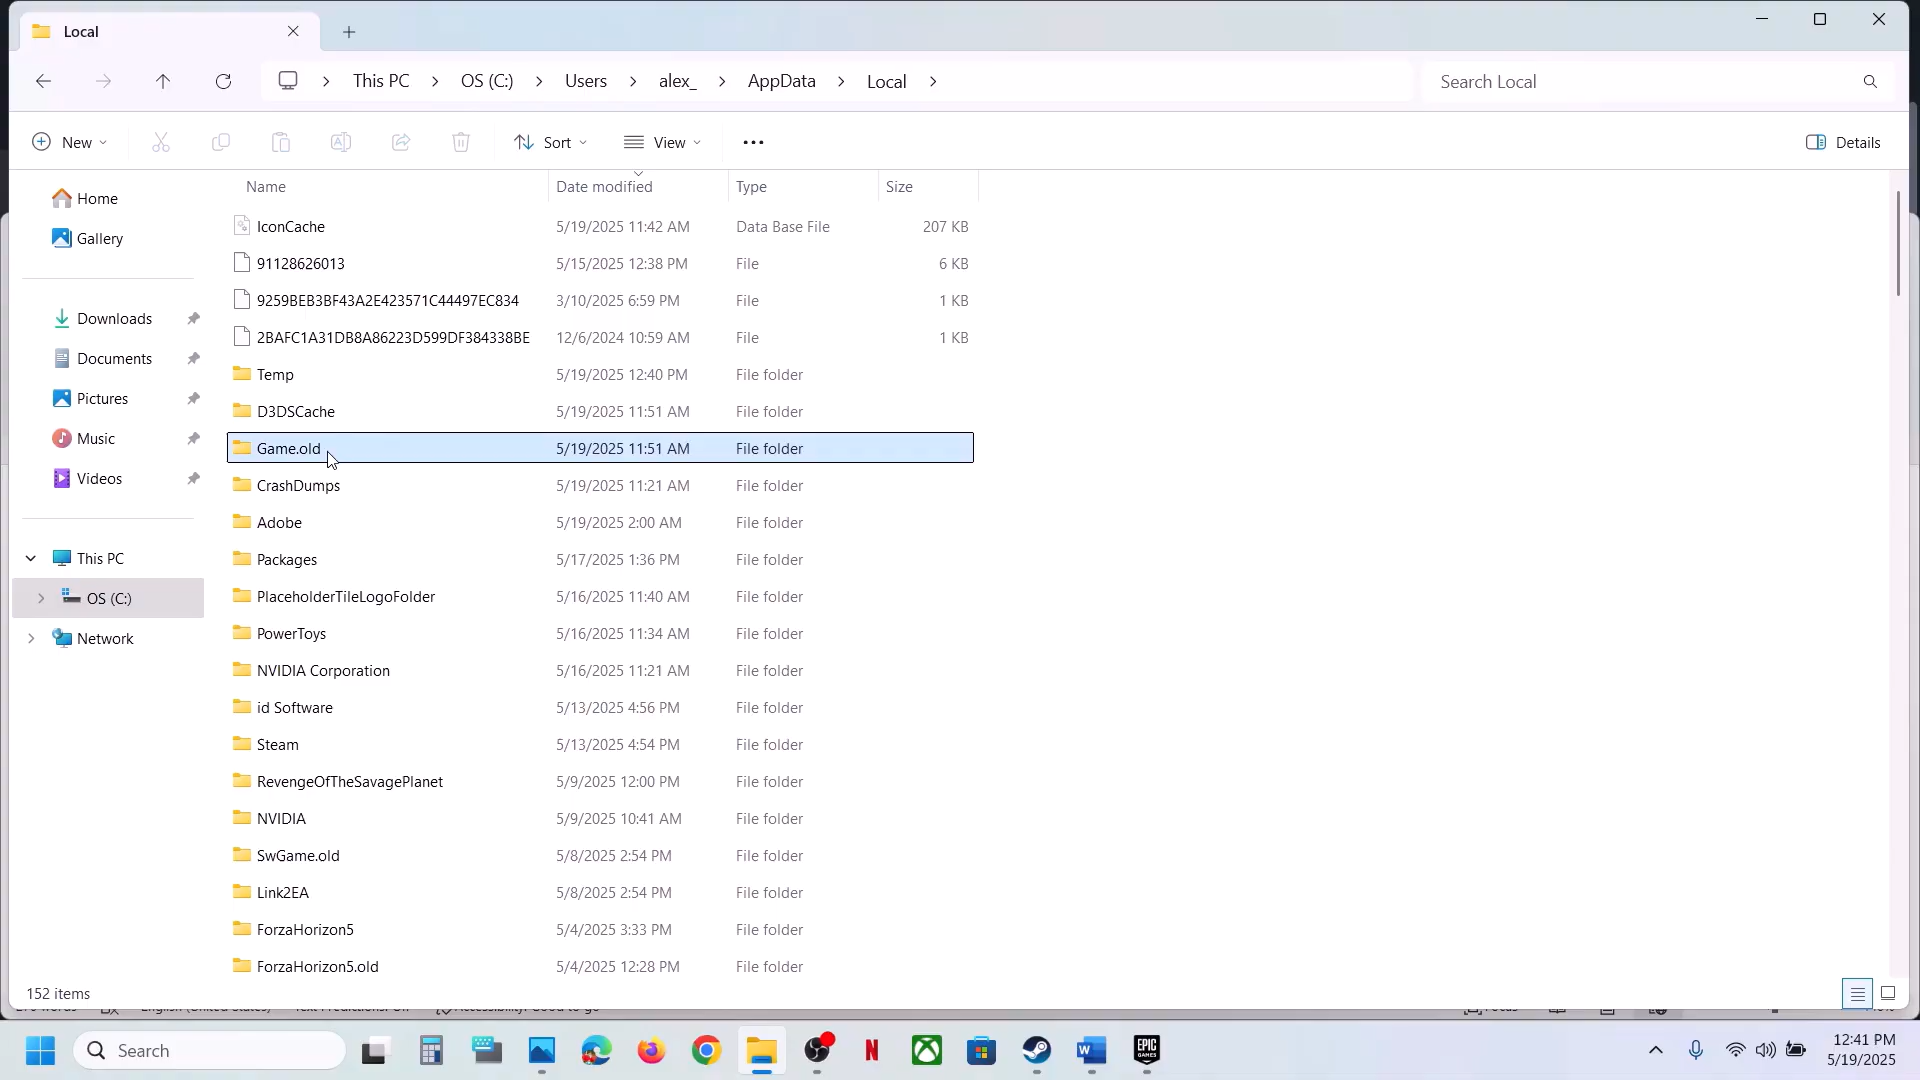 Local
This PC
OS (C:)
Users
alex_
AppData
Local
Search Local
New
Sort
View
Details
Name
Date modified
Type
Size
Home
Gallery
Downloads
Documents
Pictures
Music
Videos
This PC
OS (C:)
Network
IconCache 5/19/2025 11:42 AM Data Base File 207 KB
91128626013 5/15/2025 12:38 PM File 6 KB
9259BEB3BF43A2E423571C44497EC834 3/10/2025 6:59 PM File 1 KB
2BAFC1A31DB8A86223D599DF384338BE 12/6/2024 10:59 AM File 1 KB
Temp 5/19/2025 12:40 PM File folder
D3DSCache 5/19/2025 11:51 AM File folder
Game.old 5/19/2025 11:51 AM File folder
CrashDumps 5/19/2025 11:21 AM File folder
Adobe 5/19/2025 2:00 AM File folder
Packages 5/17/2025 1:36 PM File folder
PlaceholderTileLogoFolder 5/16/2025 11:40 AM File folder
PowerToys 5/16/2025 11:34 AM File folder
NVIDIA Corporation 5/16/2025 11:21 AM File folder
id Software 5/13/2025 4:56 PM File folder
Steam 5/13/2025 4:54 PM File folder
RevengeOfTheSavagePlanet 5/9/2025 12:00 PM File folder
NVIDIA 5/9/2025 10:41 AM File folder
SwGame.old 5/8/2025 2:54 PM File folder
Link2EA 5/8/2025 2:54 PM File folder
ForzaHorizon5 5/4/2025 3:33 PM File folder
ForzaHorizon5.old 5/4/2025 12:28 PM File folder
152 items
Search
EPIC
GAMES
12:41 PM
5/19/2025